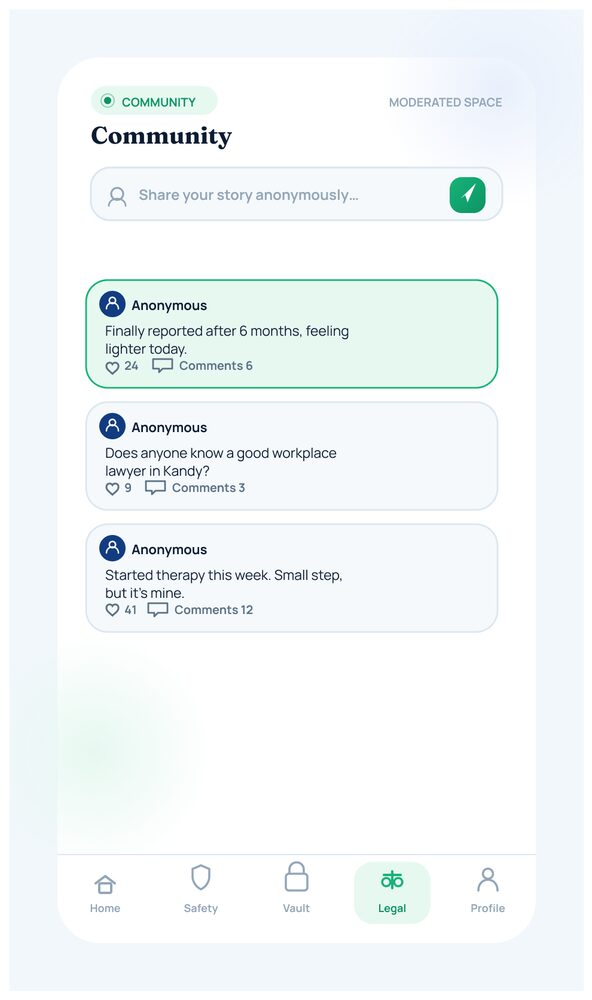 COMMUNITY
MODERATED SPACE
Community
Share your story anonymously...
Anonymous
Finally reported after 6 months, feeling
lighter today.
24 Comments 6
Anonymous
Does anyone know a good workplace
lawyer in Kandy?
9 Comments 3
Anonymous
Started therapy this week. Small step,
but it's mine.
41 Comments 12
Home Safety Vault Legal Profile